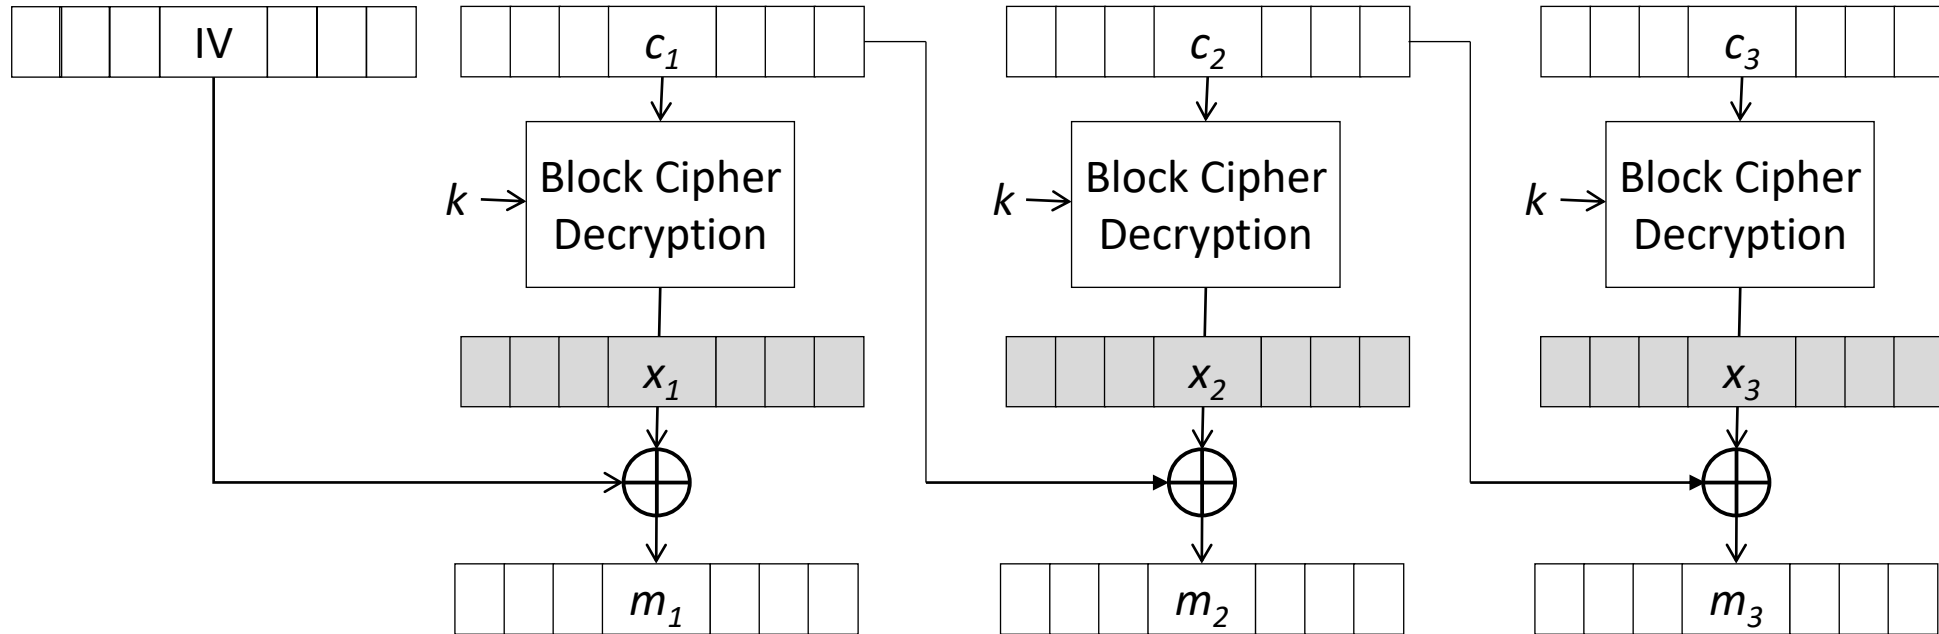 IV c₁ c₂ c₃
k Block Cipher Decryption k Block Cipher Decryption k Block Cipher Decryption
x₁ x₂ x₃
m₁ m₂ m₃